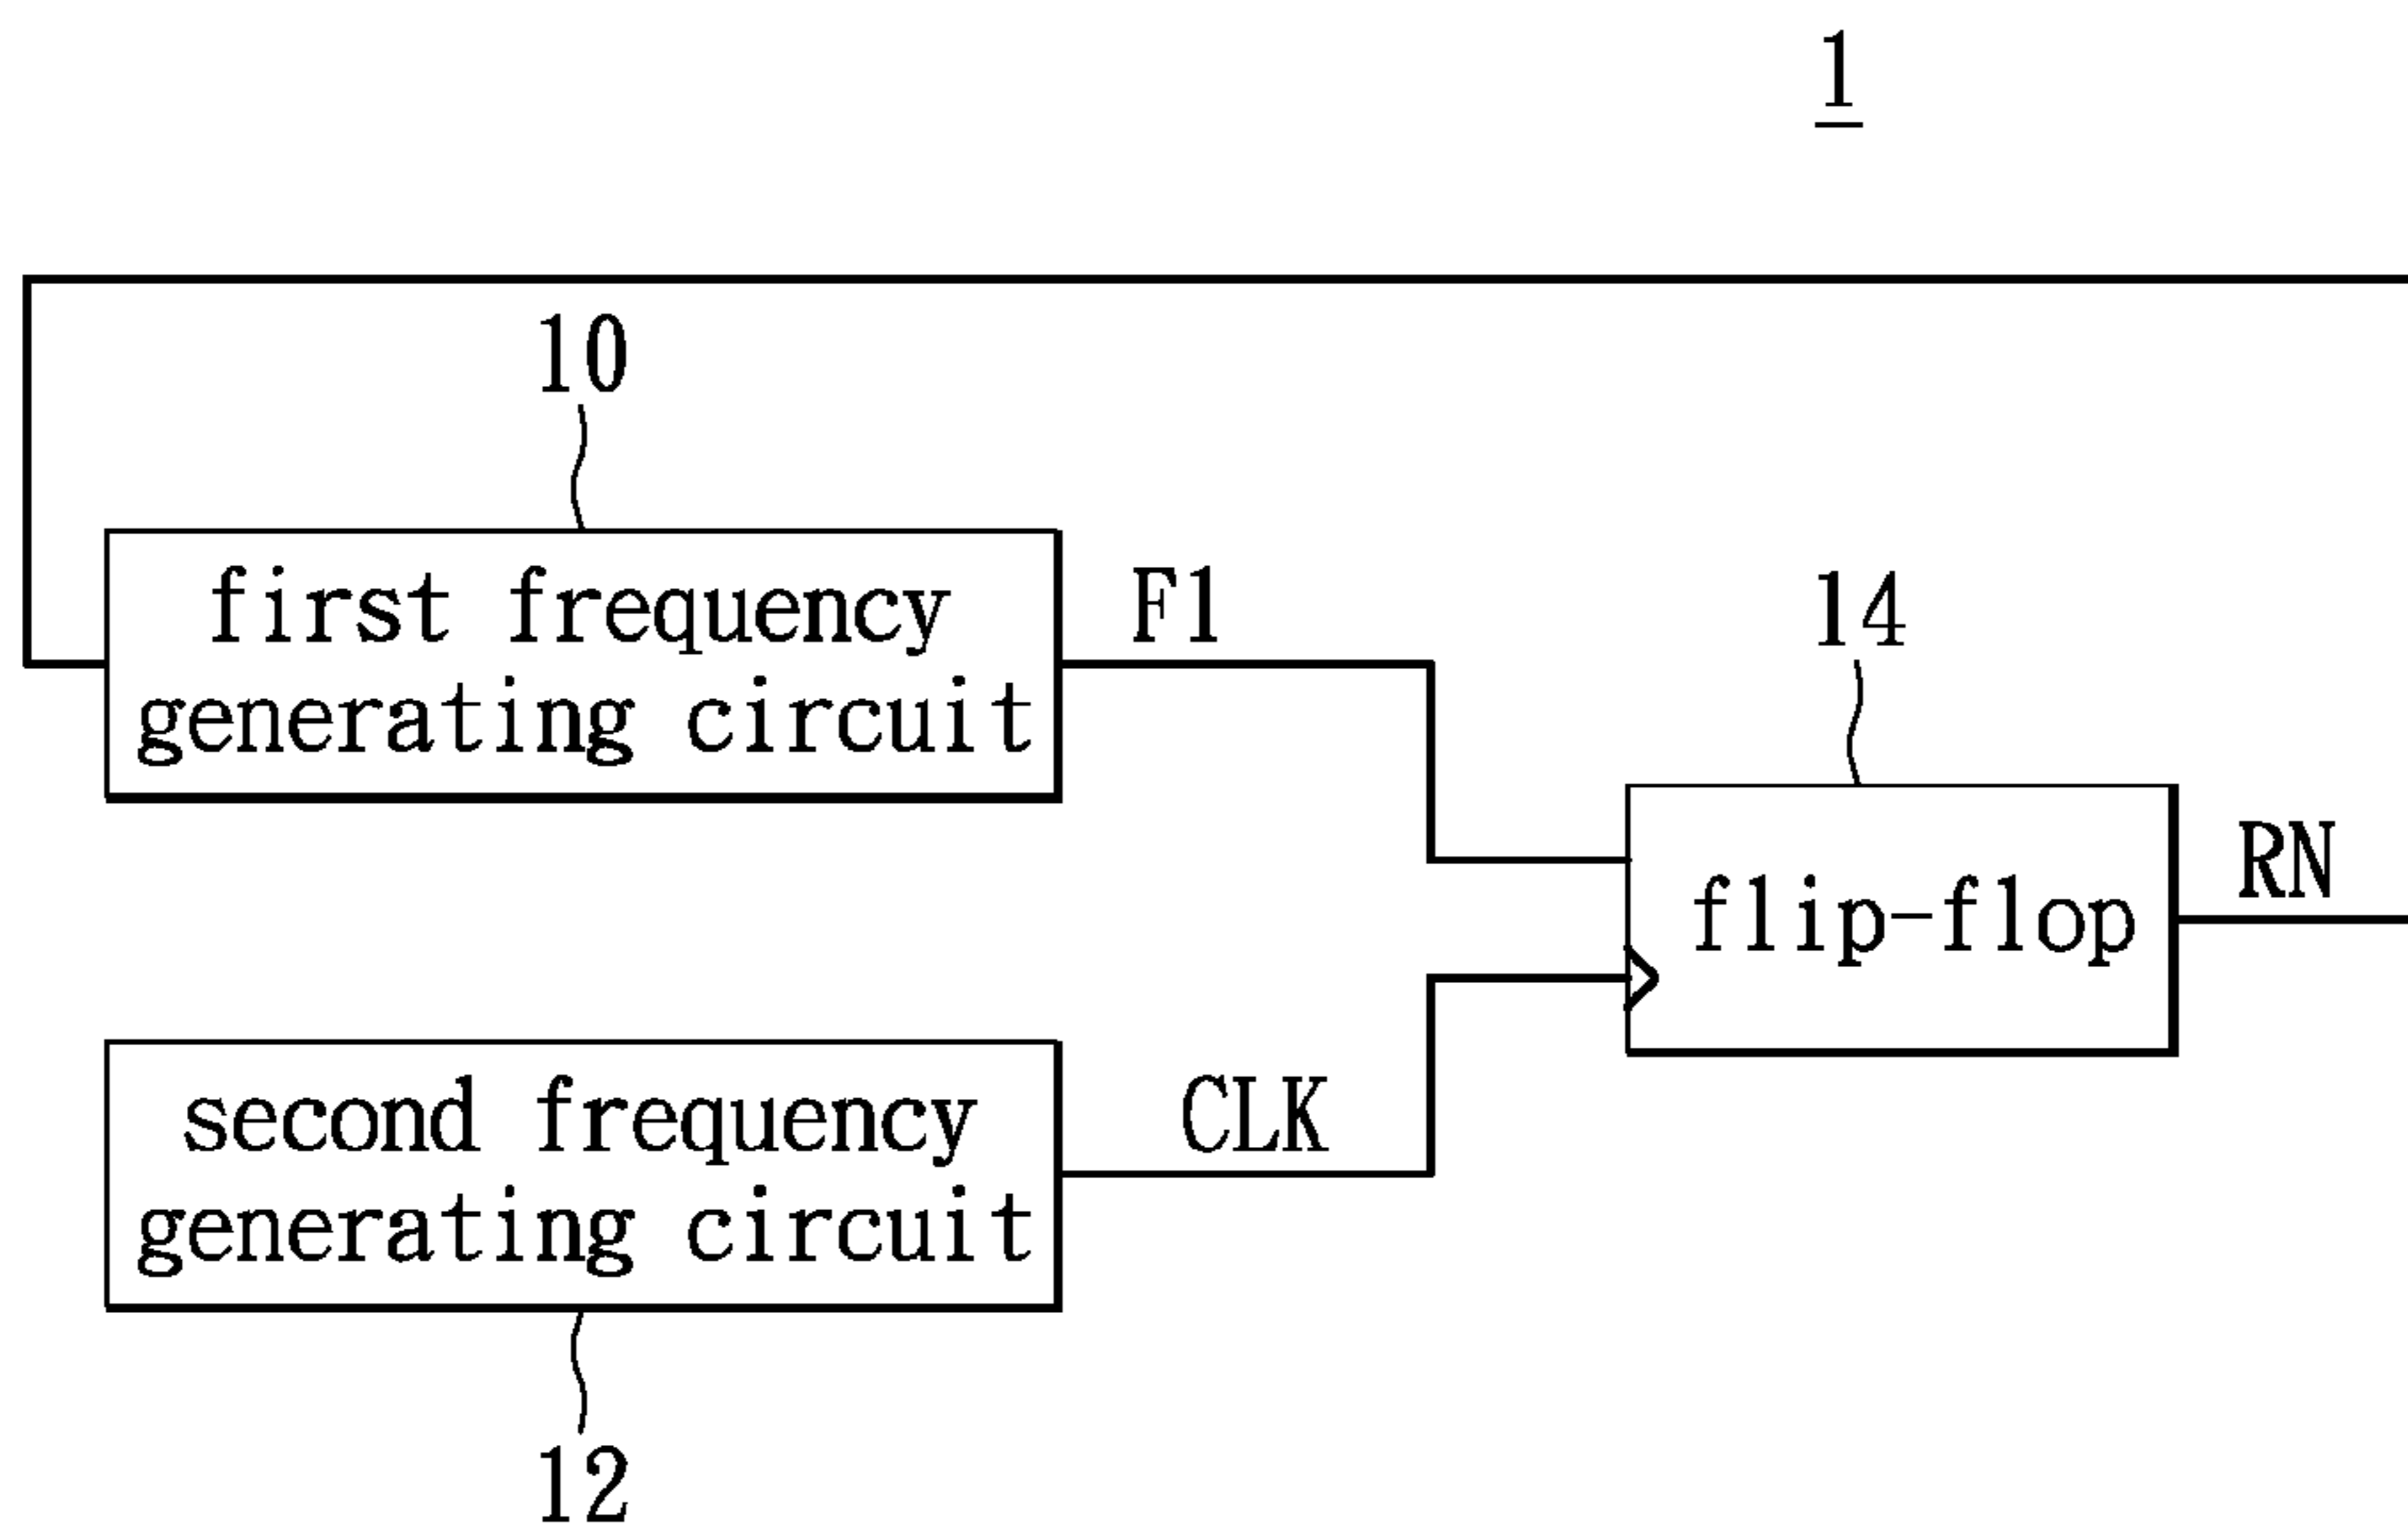 1
10
first frequency
generating circuit
F1
14
flip-flop
RN
second frequency
generating circuit
CLK
12